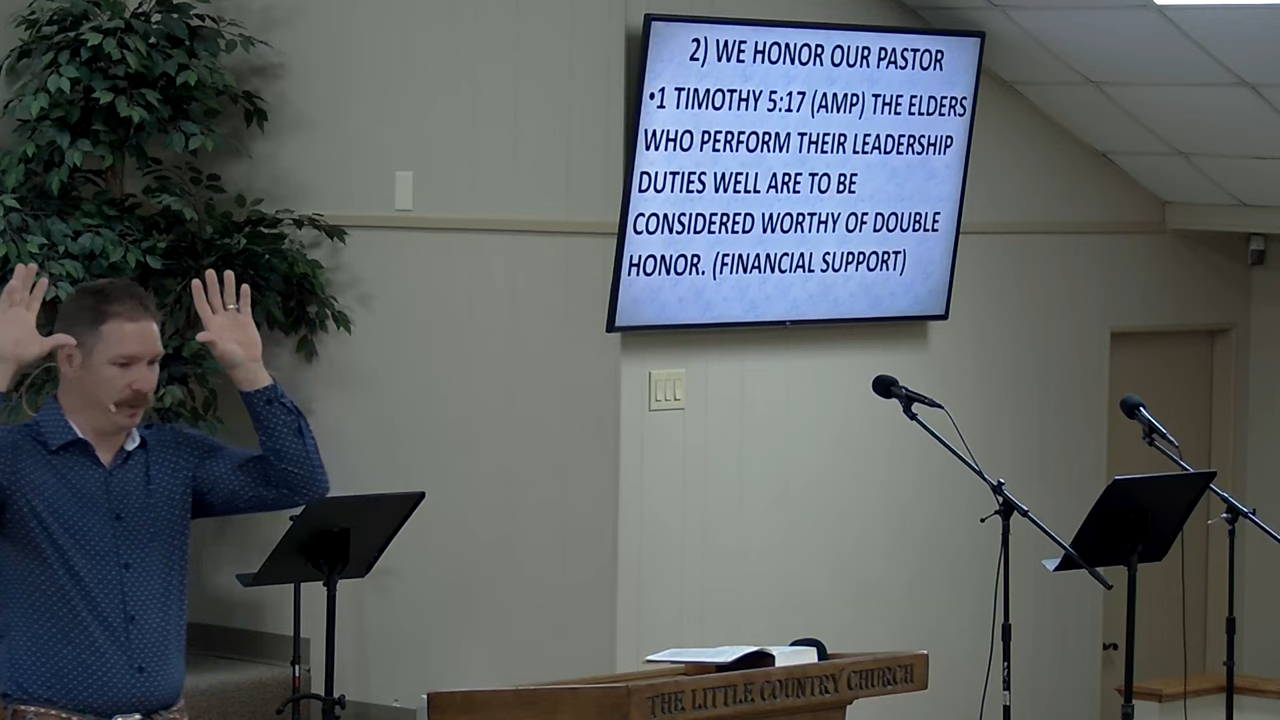 2) WE HONOR OUR PASTOR
•1 TIMOTHY 5:17 (AMP) THE ELDERS
WHO PERFORM THEIR LEADERSHIP
DUTIES WELL ARE TO BE
CONSIDERED WORTHY OF DOUBLE
HONOR. (FINANCIAL SUPPORT)
THE LITTLE COUNTRY CHURCH